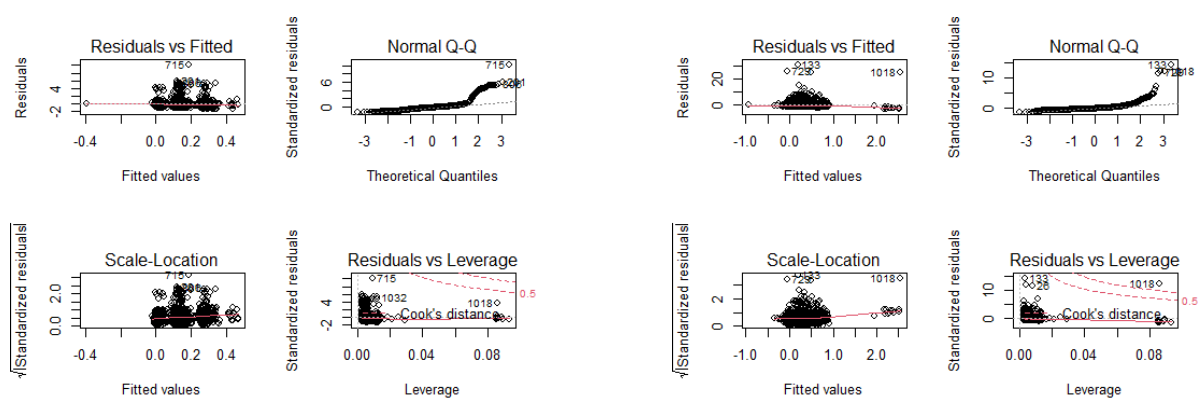 Residuals vs Fitted
Residuals
-2 4
715
-0.4 0.0 0.2 0.4
Fitted values
Normal Q-Q
Standardized residuals
0 6
715
-3 -2 -1 0 1 2 3
Theoretical Quantiles
Residuals vs Fitted
Residuals
0 20
133
1018
-1.0 0.0 1.0 2.0
Fitted values
Normal Q-Q
Standardized residuals
0 10
133
-3 -1 0 1 2 3
Theoretical Quantiles
Scale-Location
√|Standardized residuals
0.0 2.0
715
-0.4 0.0 0.2 0.4
Fitted values
Residuals vs Leverage
Standardized residuals
-2 4
715
1032
1018
Cook's distance
0.5
0.00 0.04 0.08
Leverage
Scale-Location
√|Standardized residuals
0 2
133
1018
-1.0 0.0 1.0 2.0
Fitted values
Residuals vs Leverage
Standardized residuals
0 10
133
1018
Cook's distance
0.5
0.00 0.04 0.08
Leverage